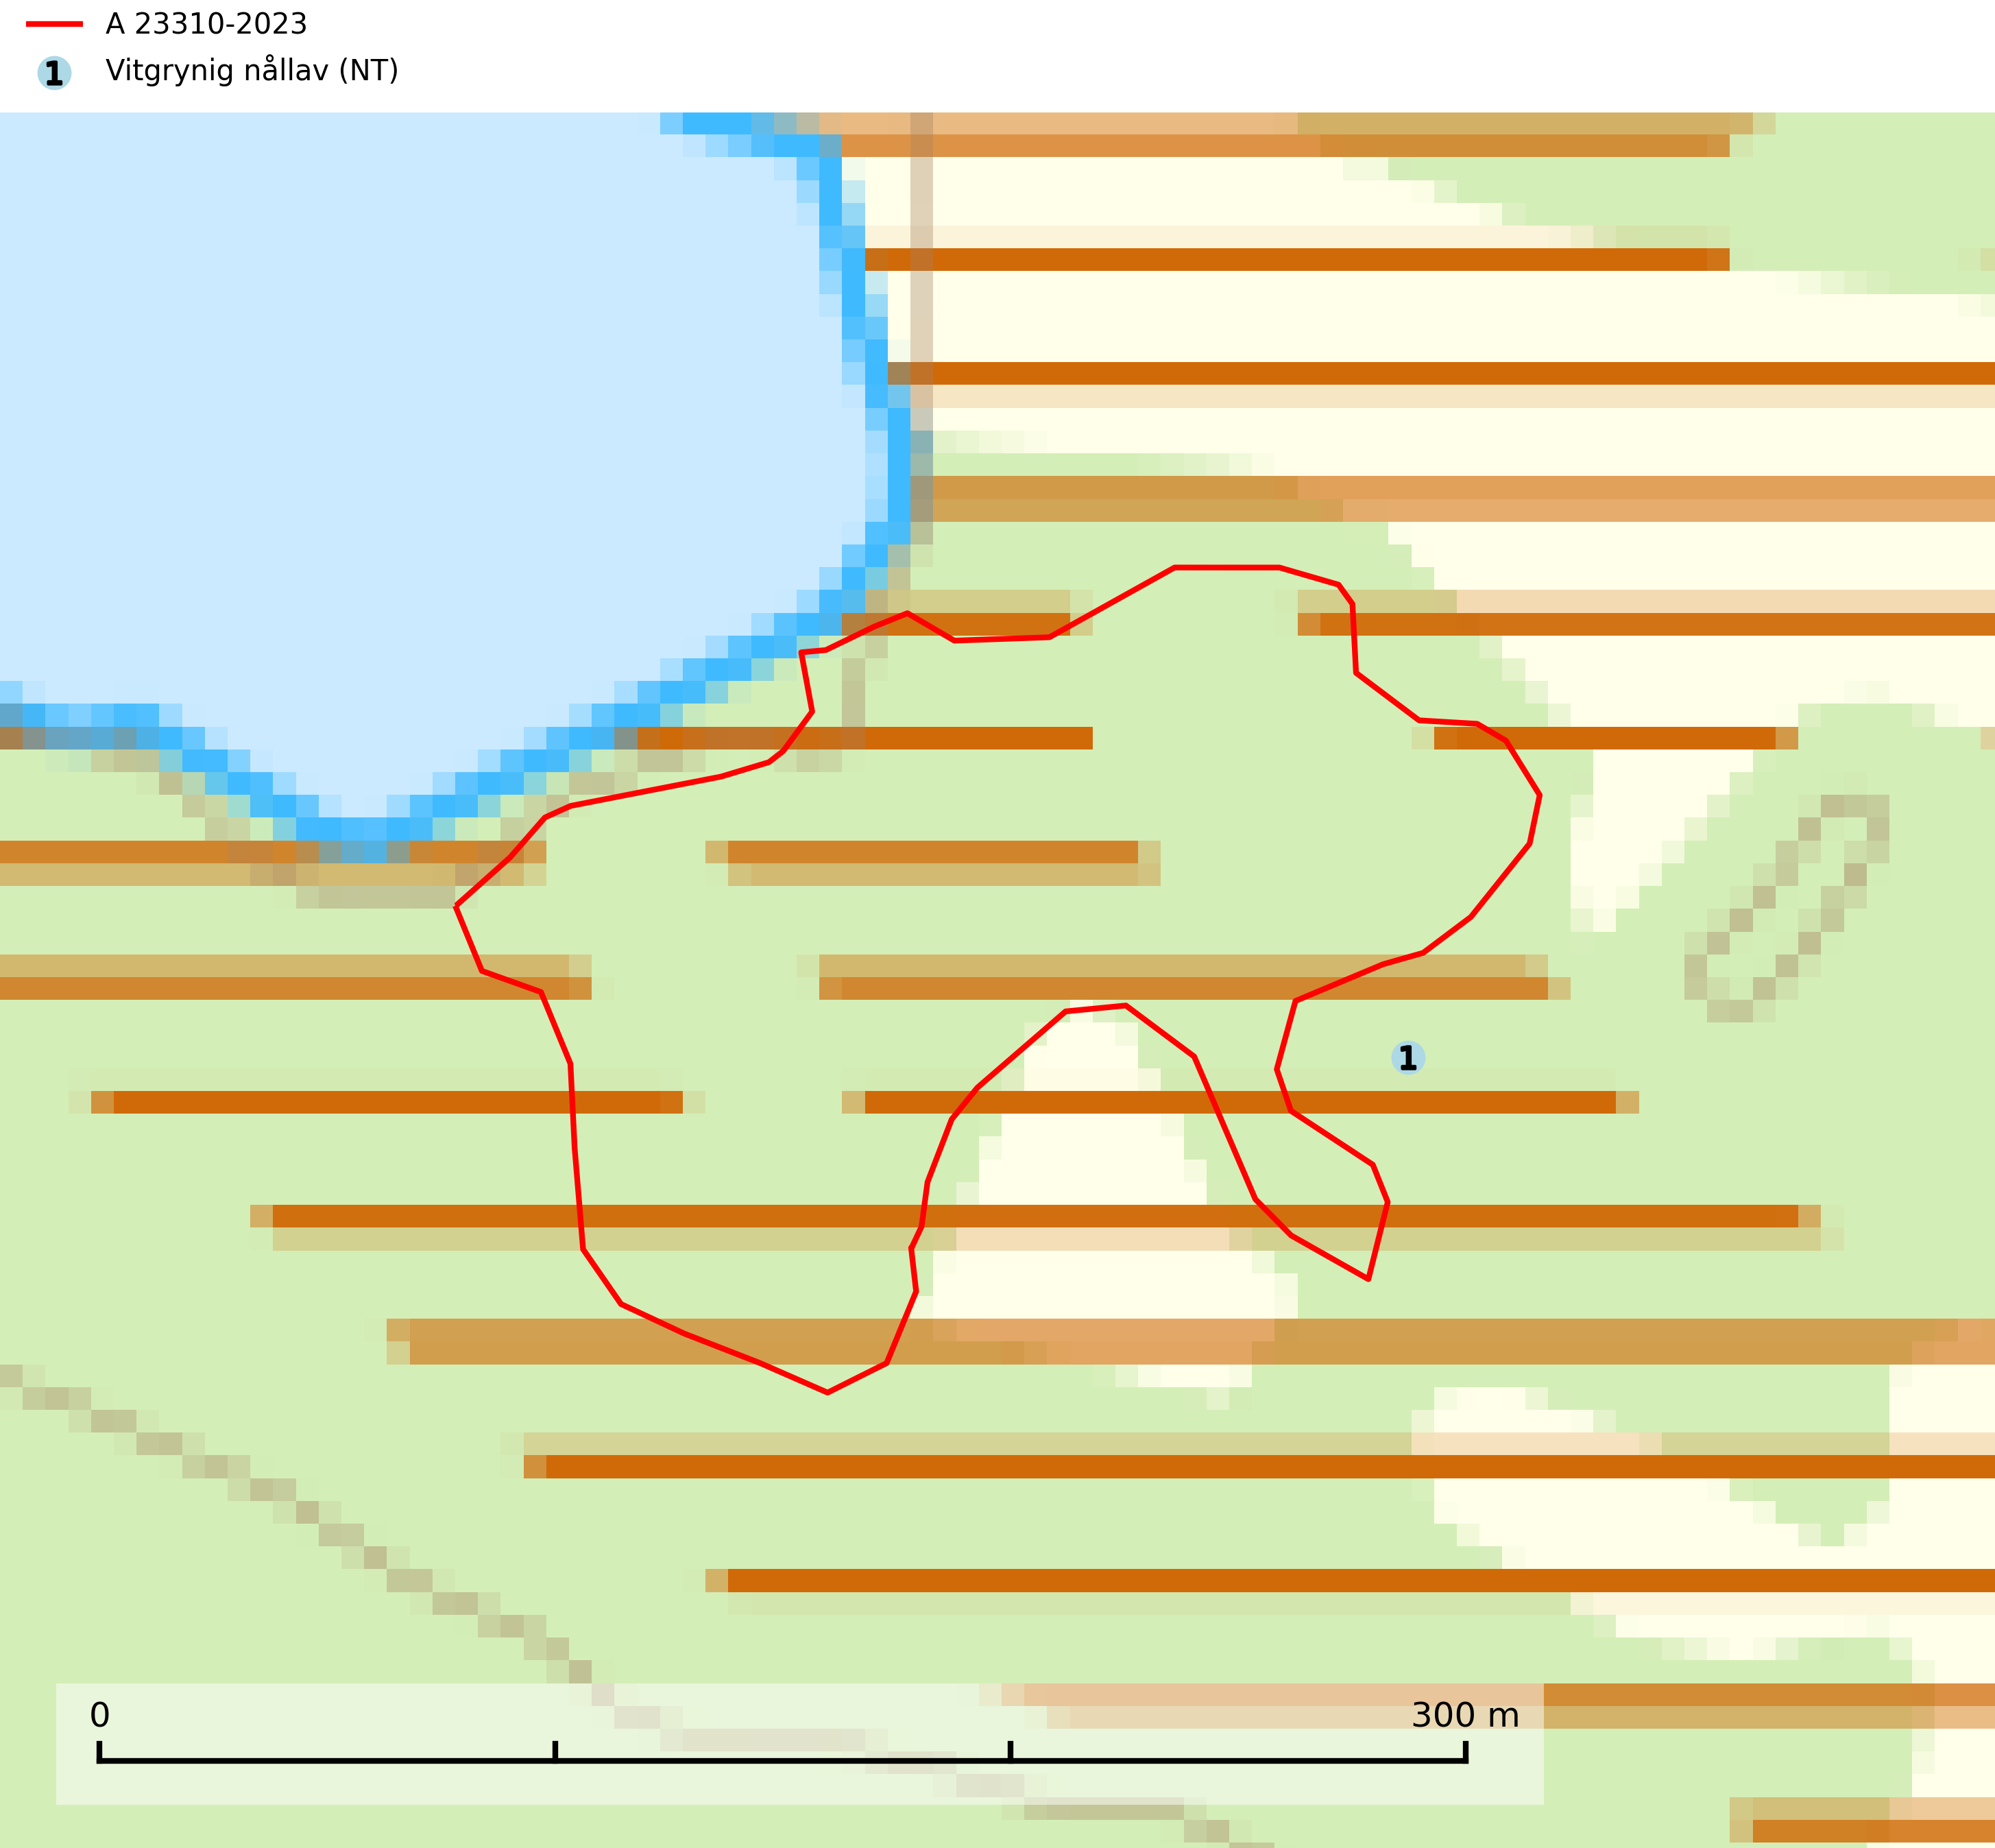 A 23310-2023
1 Vitgrynig nållav (NT)
1
0 300 m